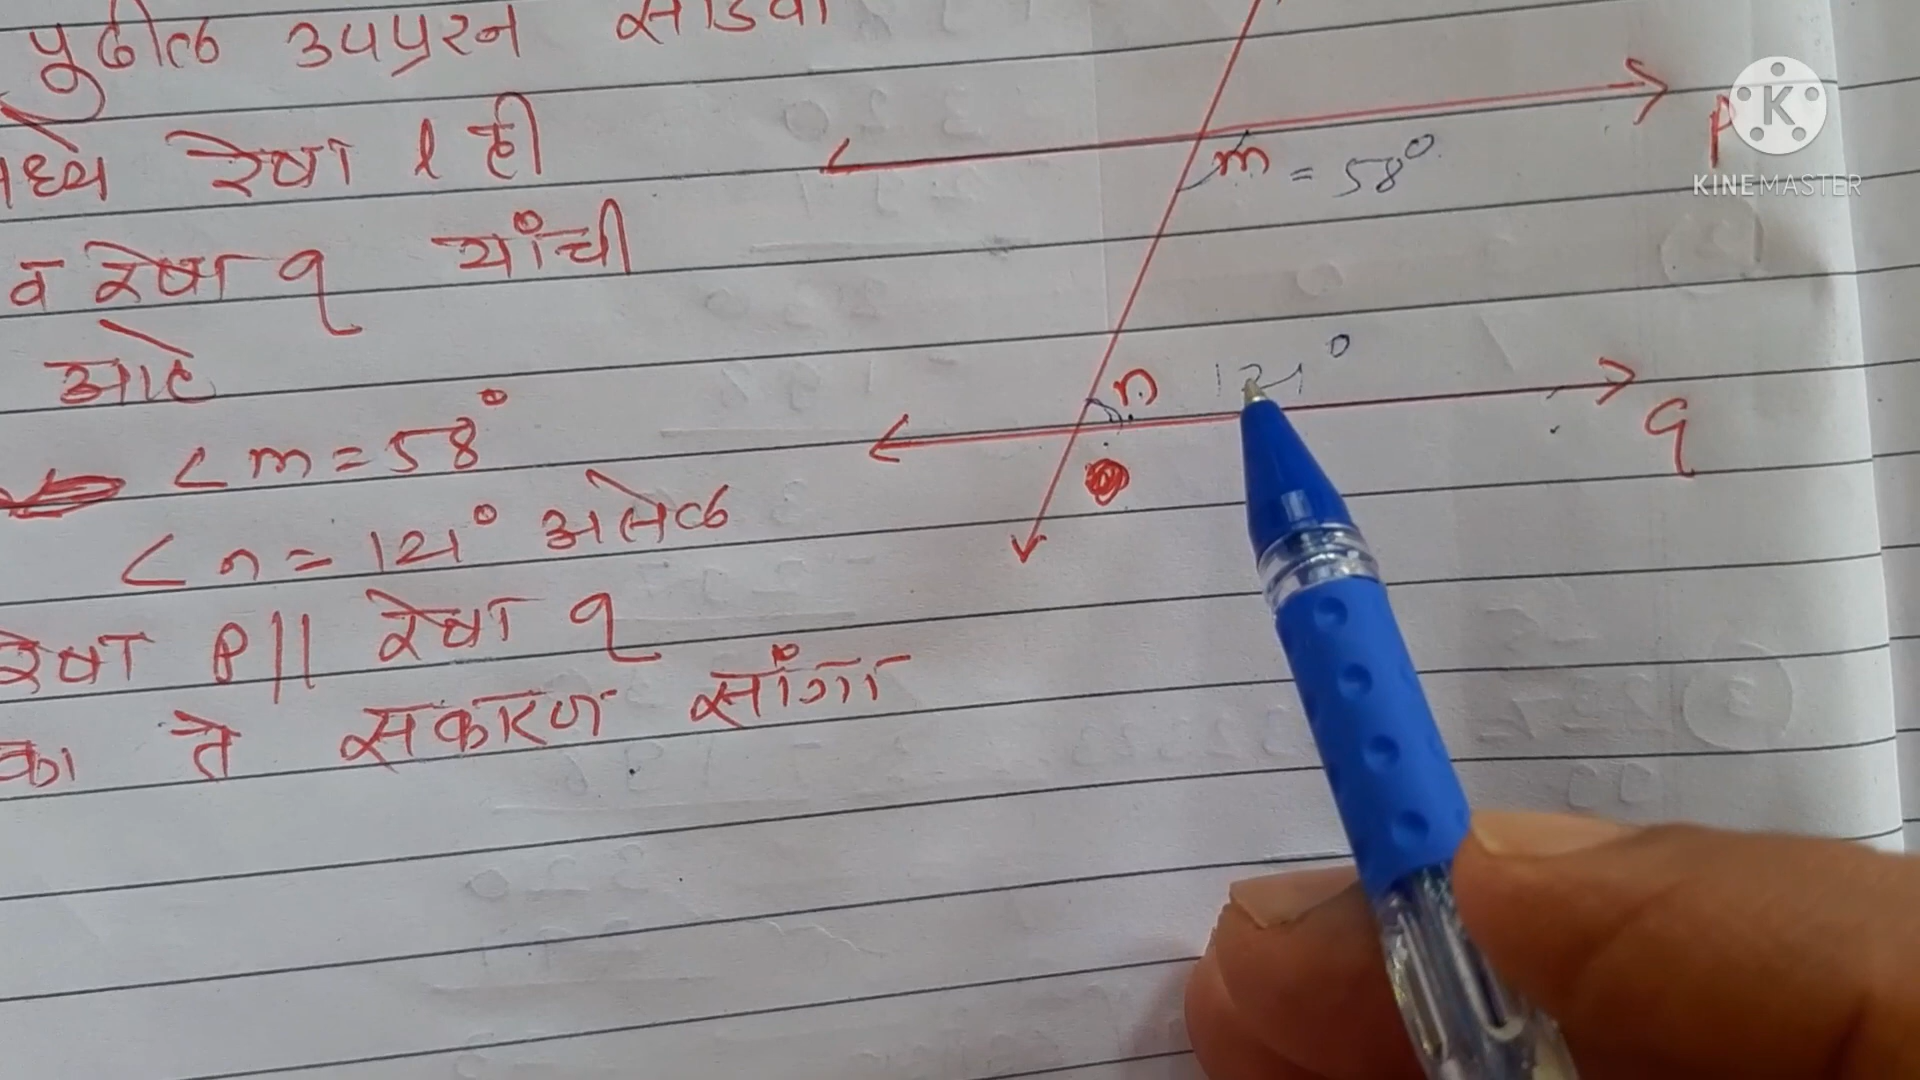 पुढील उपप्रश्न सोडवा
मध्ये रेषा l ही
व रेषा q यांची
आहे
∠m = 58°
∠n = 121° असेल
रेषा P || रेषा q
का ते सकारण सांगा
P
m = 58°
n 121°
q
K
KINEMASTER